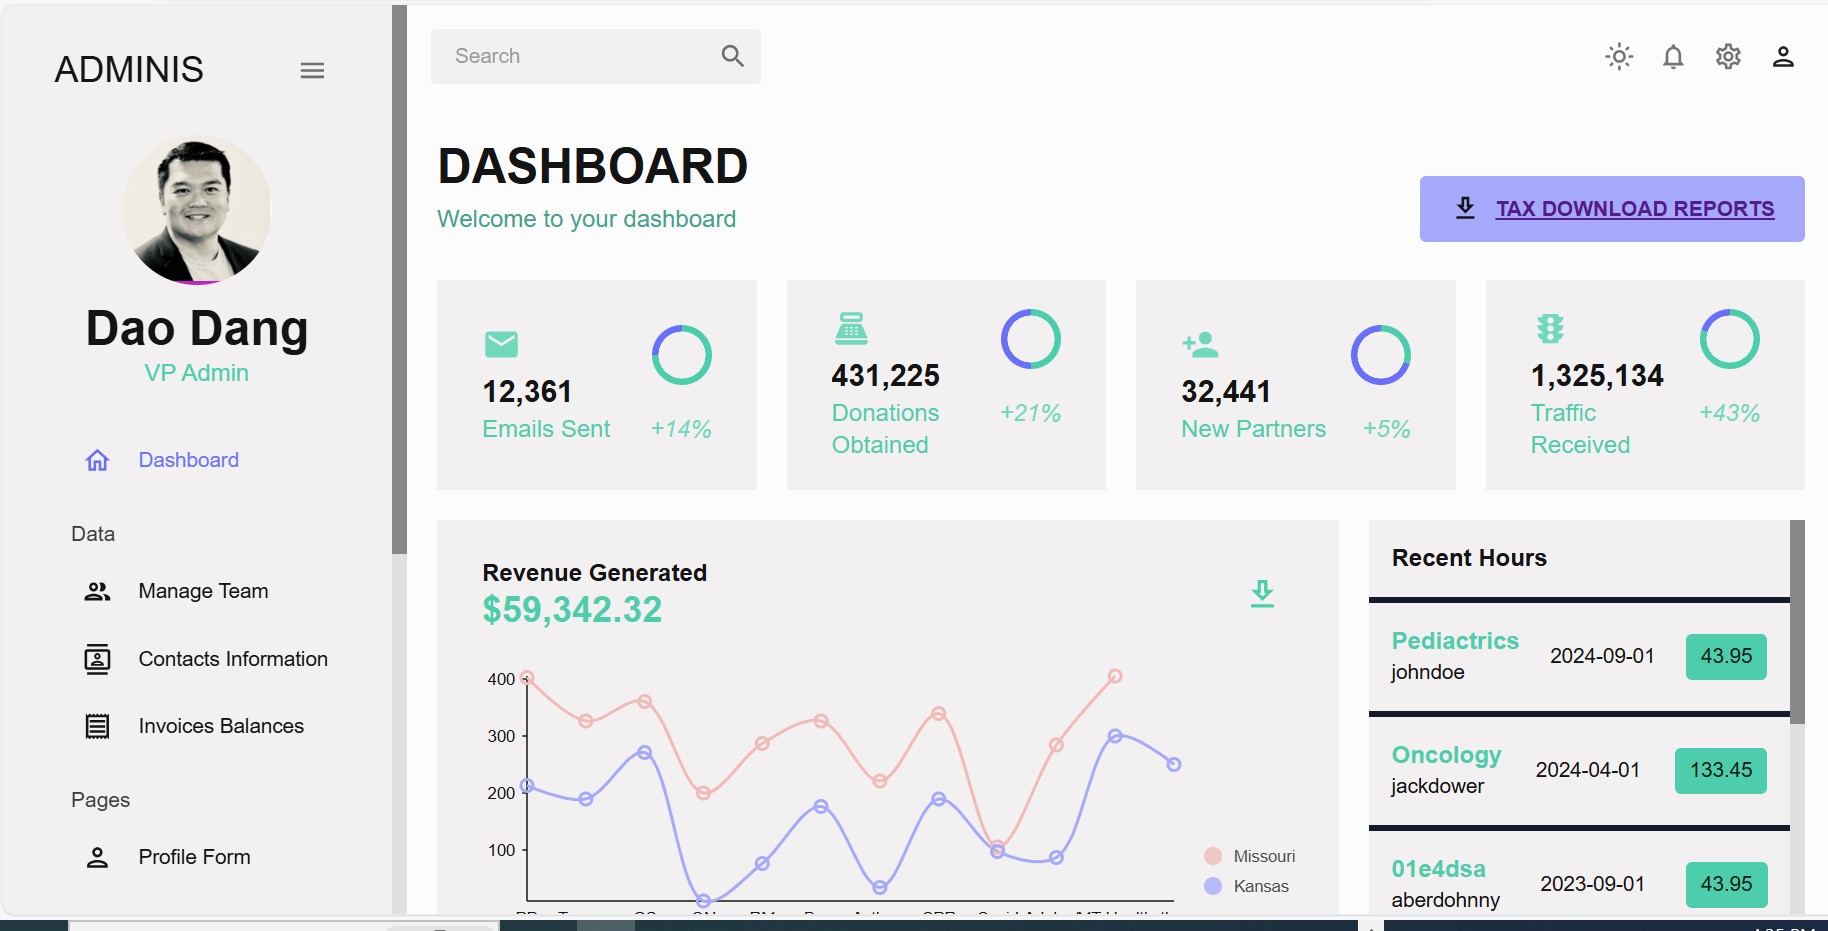 ADMINIS
Dao Dang
VP Admin
Dashboard
Data
Manage Team
Contacts Information
Invoices Balances
Pages
Profile Form
Search
DASHBOARD
Welcome to your dashboard
TAX DOWNLOAD REPORTS
12,361
Emails Sent
+14%
431,225
Donations
Obtained
+21%
32,441
New Partners
+5%
1,325,134
Traffic
Received
+43%
Revenue Generated
$59,342.32
400
300
200
100
Missouri
Kansas
Recent Hours
Pediactrics
johndoe
2024-09-01
43.95
Oncology
jackdower
2024-04-01
133.45
01e4dsa
aberdohnny
2023-09-01
43.95